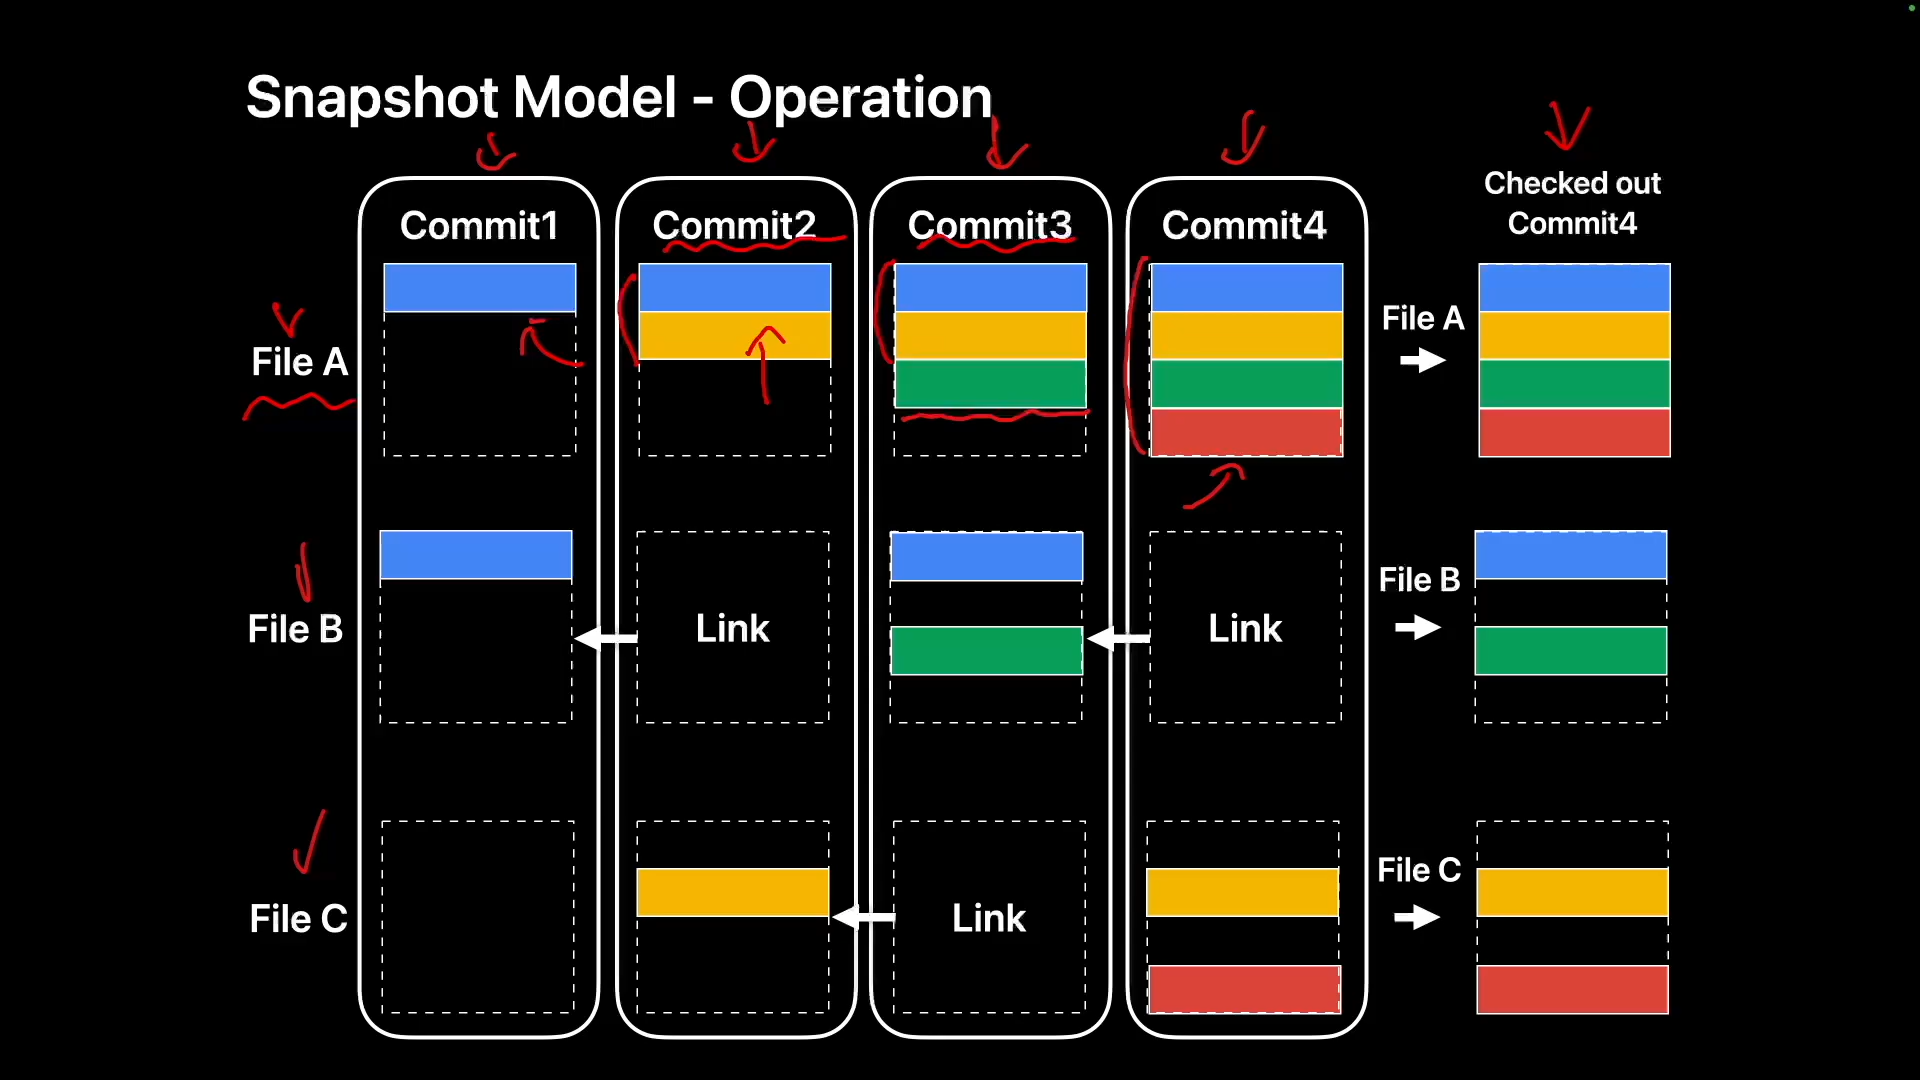 Snapshot Model - Operation
Commit1
Commit2
Commit3
Commit4
Checked out
Commit4
File A
File A
File B
Link
Link
File B
File C
Link
File C